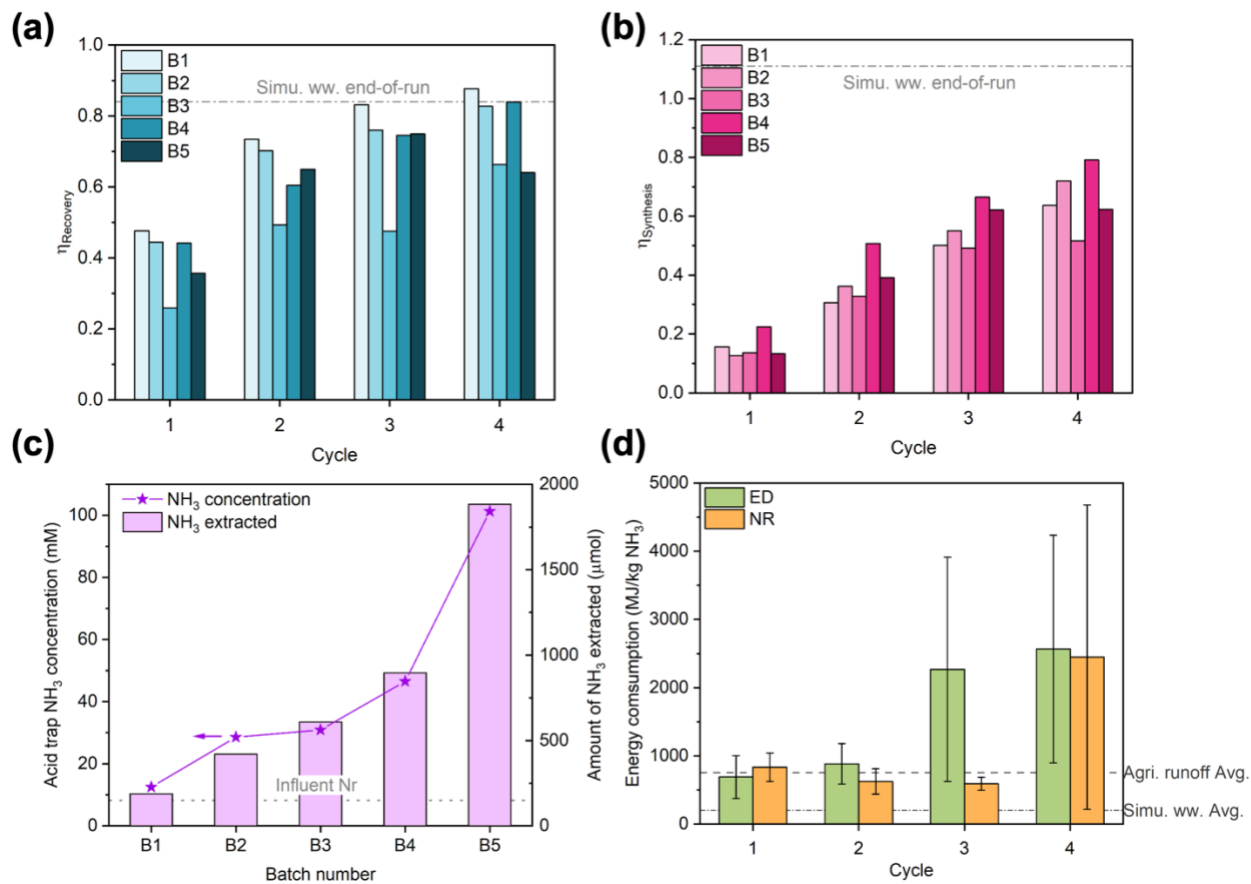 (a)
1.0
0.8
0.6
0.4
0.2
0.0
ηRecovery
B1
B2
B3
B4
B5
Simu. ww. end-of-run
1 2 3 4
Cycle
(b)
1.2
1.0
0.8
0.6
0.4
0.2
0.0
ηSynthesis
B1
B2
B3
B4
B5
Simu. ww. end-of-run
1 2 3 4
Cycle
(c)
100
80
60
40
20
0
Acid trap NH3 concentration (mM)
NH3 concentration
NH3 extracted
Influent Nr
2000
1500
1000
500
0
Amount of NH3 extracted (μmol)
B1 B2 B3 B4 B5
Batch number
(d)
5000
4000
3000
2000
1000
0
Energy comsumption (MJ/kg NH3)
ED
NR
Agri. runoff Avg.
Simu. ww. Avg.
1 2 3 4
Cycle